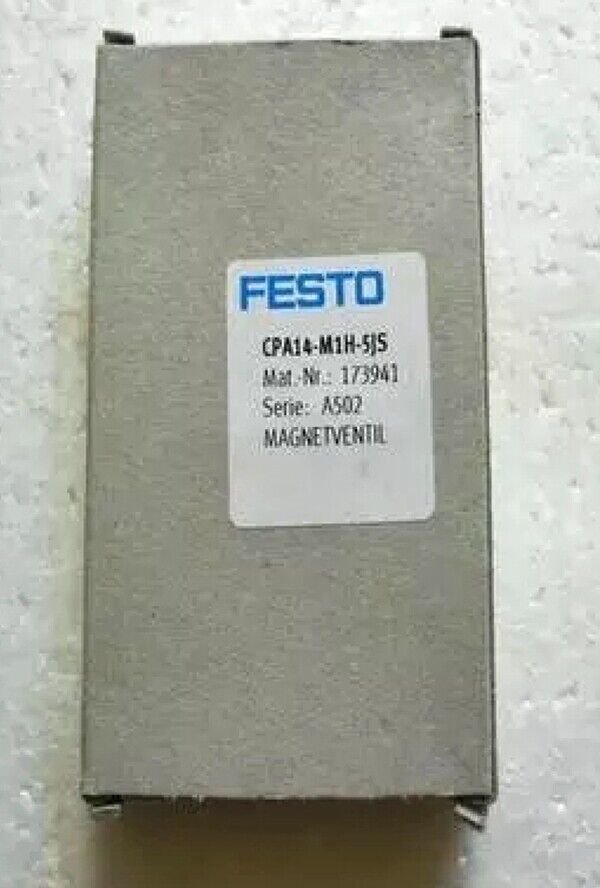 FESTO
CPA14-M1H-5JS
Mat.-Nr.: 173941
Serie: A502
MAGNETVENTIL